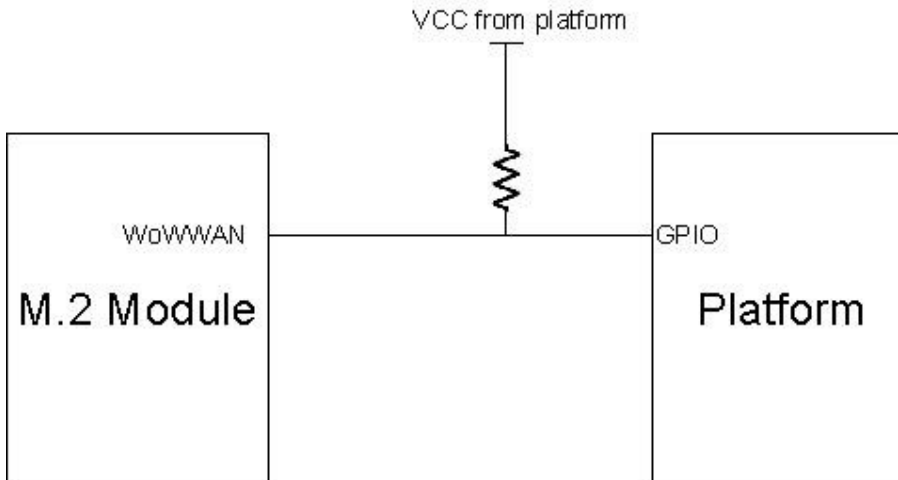 VCC from platform
WoWWAN
GPIO
M.2 Module
Platform